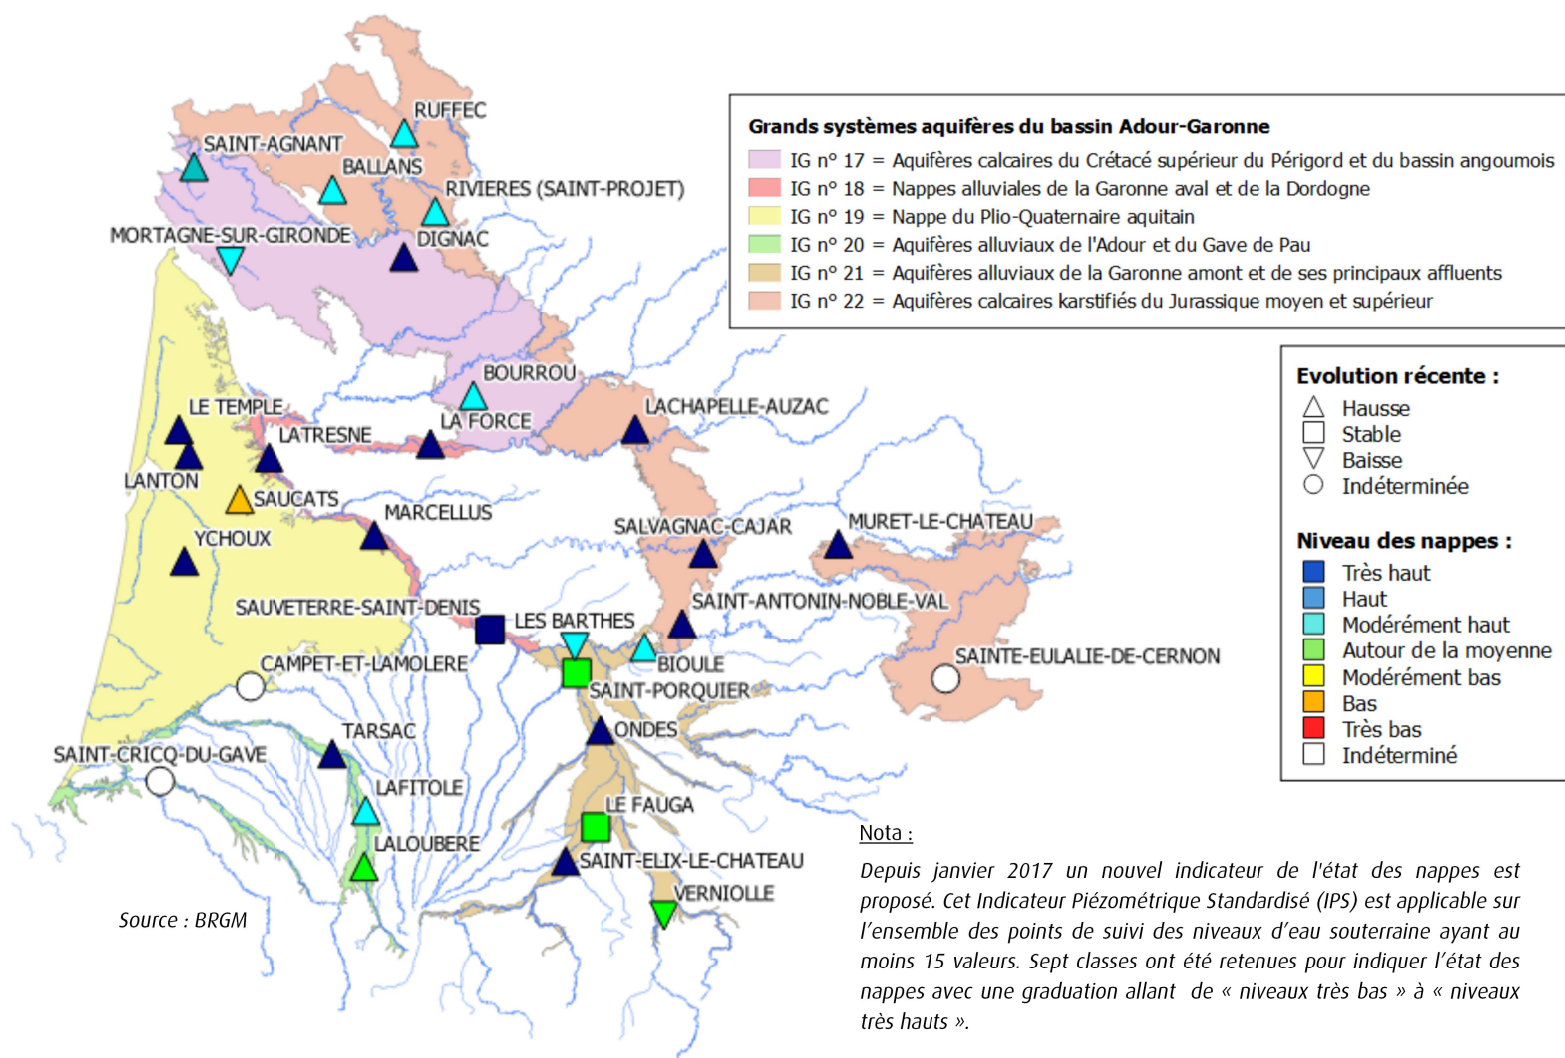 RUFFEC
SAINT-AGNANT
BALLANS
RIVIERES (SAINT-PROJET)
MORTAGNE-SUR-GIRONDE
DIGNAC
BOURROU
LE TEMPLE
LA FORCE
LACHAPELLE-AUZAC
LATRESNE
LANTON
SAUCATS
MARCELLUS
YCHOUX
SALVAGNAC-CAJAR
MURET-LE-CHATEAU
SAUVETERRE-SAINT-DENIS
LES BARTHES
SAINT-ANTONIN-NOBLE-VAL
CAMPET-ET-LAMOLERE
BIOULE
SAINTE-EULALIE-DE-CERNON
SAINT-PORQUIER
TARSAC
ONDES
SAINT-CRICQ-DU-GAVE
LAFITOLE
LE FAUGA
LALOUBERE
SAINT-ELIX-LE-CHATEAU
VERNIOLLE
Source : BRGM
Grands systèmes aquifères du bassin Adour-Garonne
IG n° 17 = Aquifères calcaires du Crétacé supérieur du Périgord et du bassin angoumois
IG n° 18 = Nappes alluviales de la Garonne aval et de la Dordogne
IG n° 19 = Nappe du Plio-Quaternaire aquitain
IG n° 20 = Aquifères alluviaux de l'Adour et du Gave de Pau
IG n° 21 = Aquifères alluviaux de la Garonne amont et de ses principaux affluents
IG n° 22 = Aquifères calcaires karstifiés du Jurassique moyen et supérieur
Evolution récente :
Hausse
Stable
Baisse
Indéterminée
Niveau des nappes :
Très haut
Haut
Modérément haut
Autour de la moyenne
Modérément bas
Bas
Très bas
Indéterminé
Nota :
Depuis janvier 2017 un nouvel indicateur de l'état des nappes est
proposé. Cet Indicateur Piézométrique Standardisé (IPS) est applicable sur
l'ensemble des points de suivi des niveaux d'eau souterraine ayant au
moins 15 valeurs. Sept classes ont été retenues pour indiquer l'état des
nappes avec une graduation allant de « niveaux très bas » à « niveaux
très hauts ».